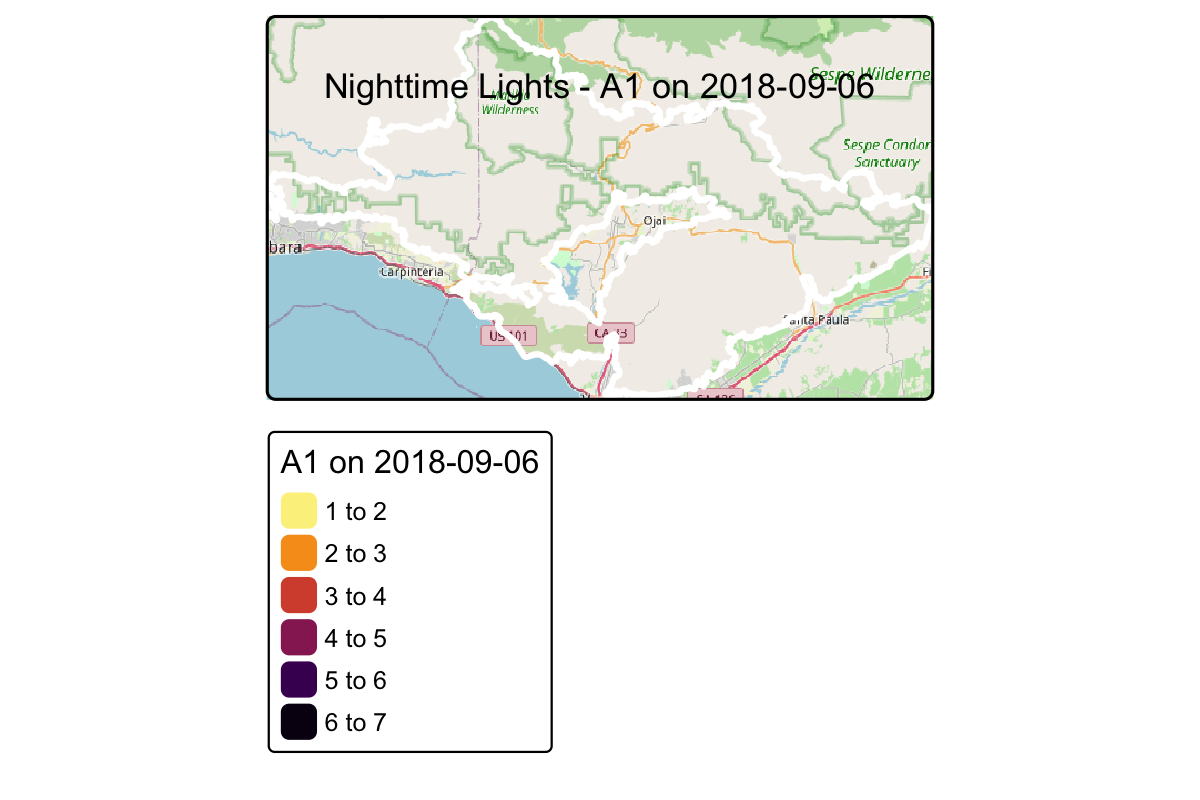 Sespe Wilderne
Nighttime Lights - A1 on 2018-09-06
Wilderness
Sespe Condor
Sanctuary
Ojai
bara
Carpinteria
Santa Paula
US 101
CA 33
A1 on 2018-09-06
1 to 2
2 to 3
3 to 4
4 to 5
5 to 6
6 to 7